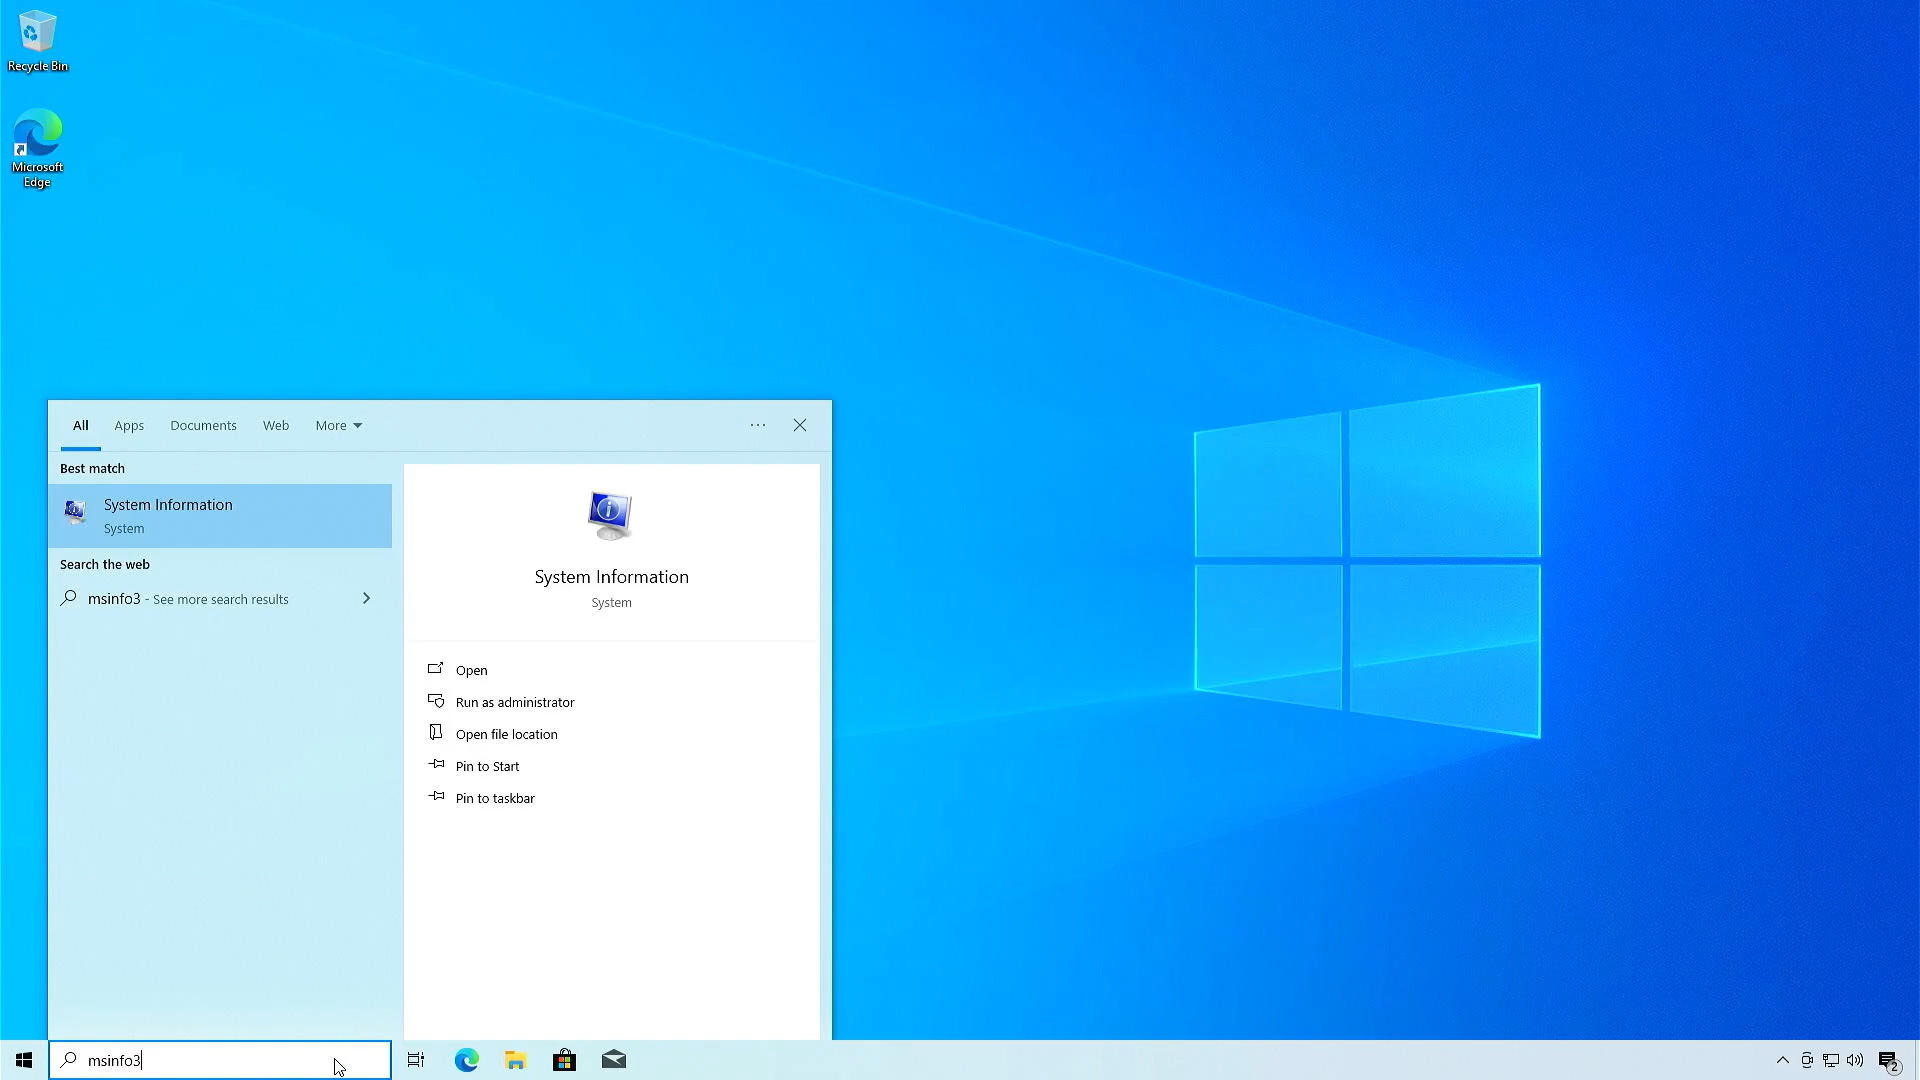 Recycle Bin
Microsoft
Edge
All Apps Documents Web More
Best match
System Information
System
Search the web
msinfo3 - See more search results
System Information
System
Open
Run as administrator
Open file location
Pin to Start
Pin to taskbar
msinfo3
2